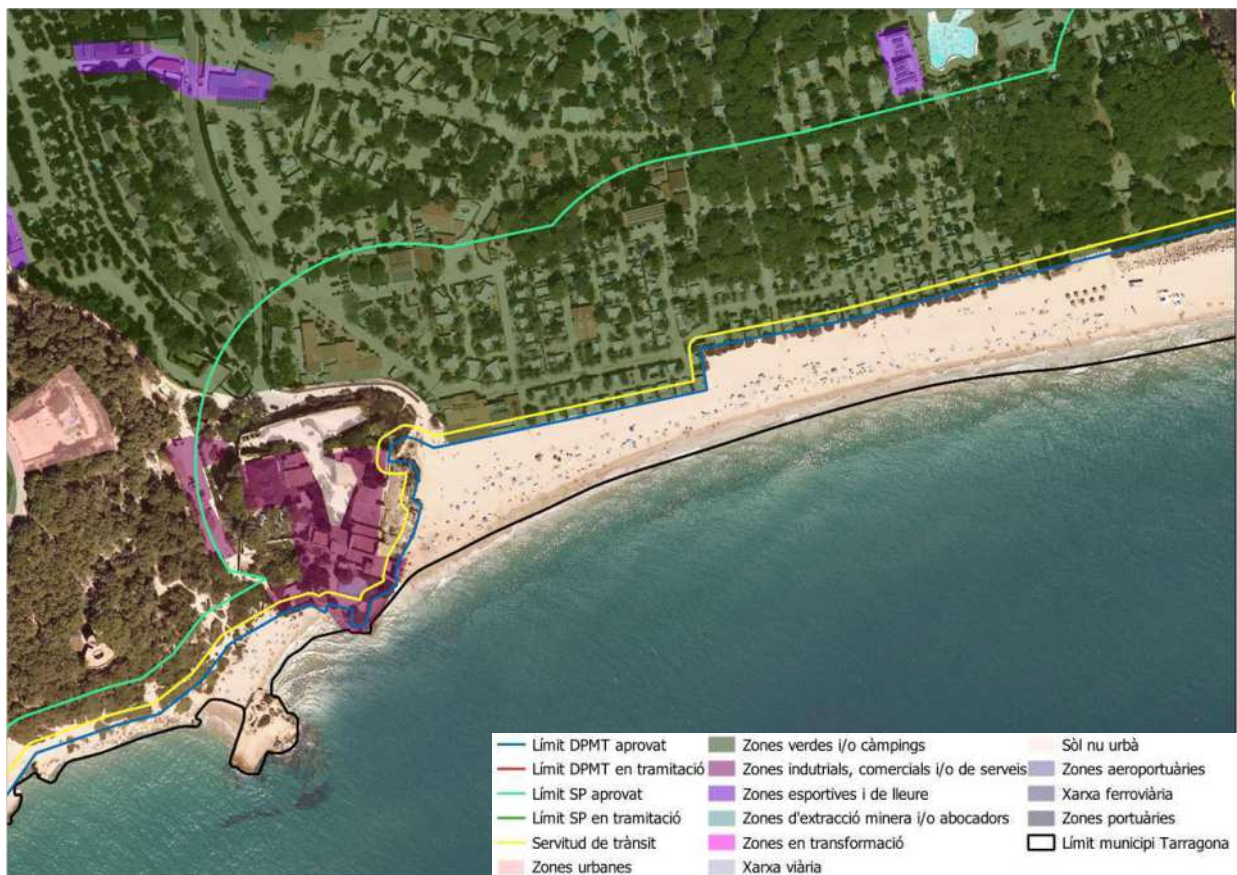 Límit DPMT aprovat
Límit DPMT en tramitació
Límit SP aprovat
Límit SP en tramitació
Servitud de trànsit
Zones urbanes
Zones verdes i/o càmpings
Zones indutrials, comercials i/o de serveis
Zones esportives i de lleure
Zones d'extracció minera i/o abocadors
Zones en transformació
Xarxa viària
Sòl nu urbà
Zones aeroportuàries
Xarxa ferroviària
Zones portuàries
Límit municipi Tarragona